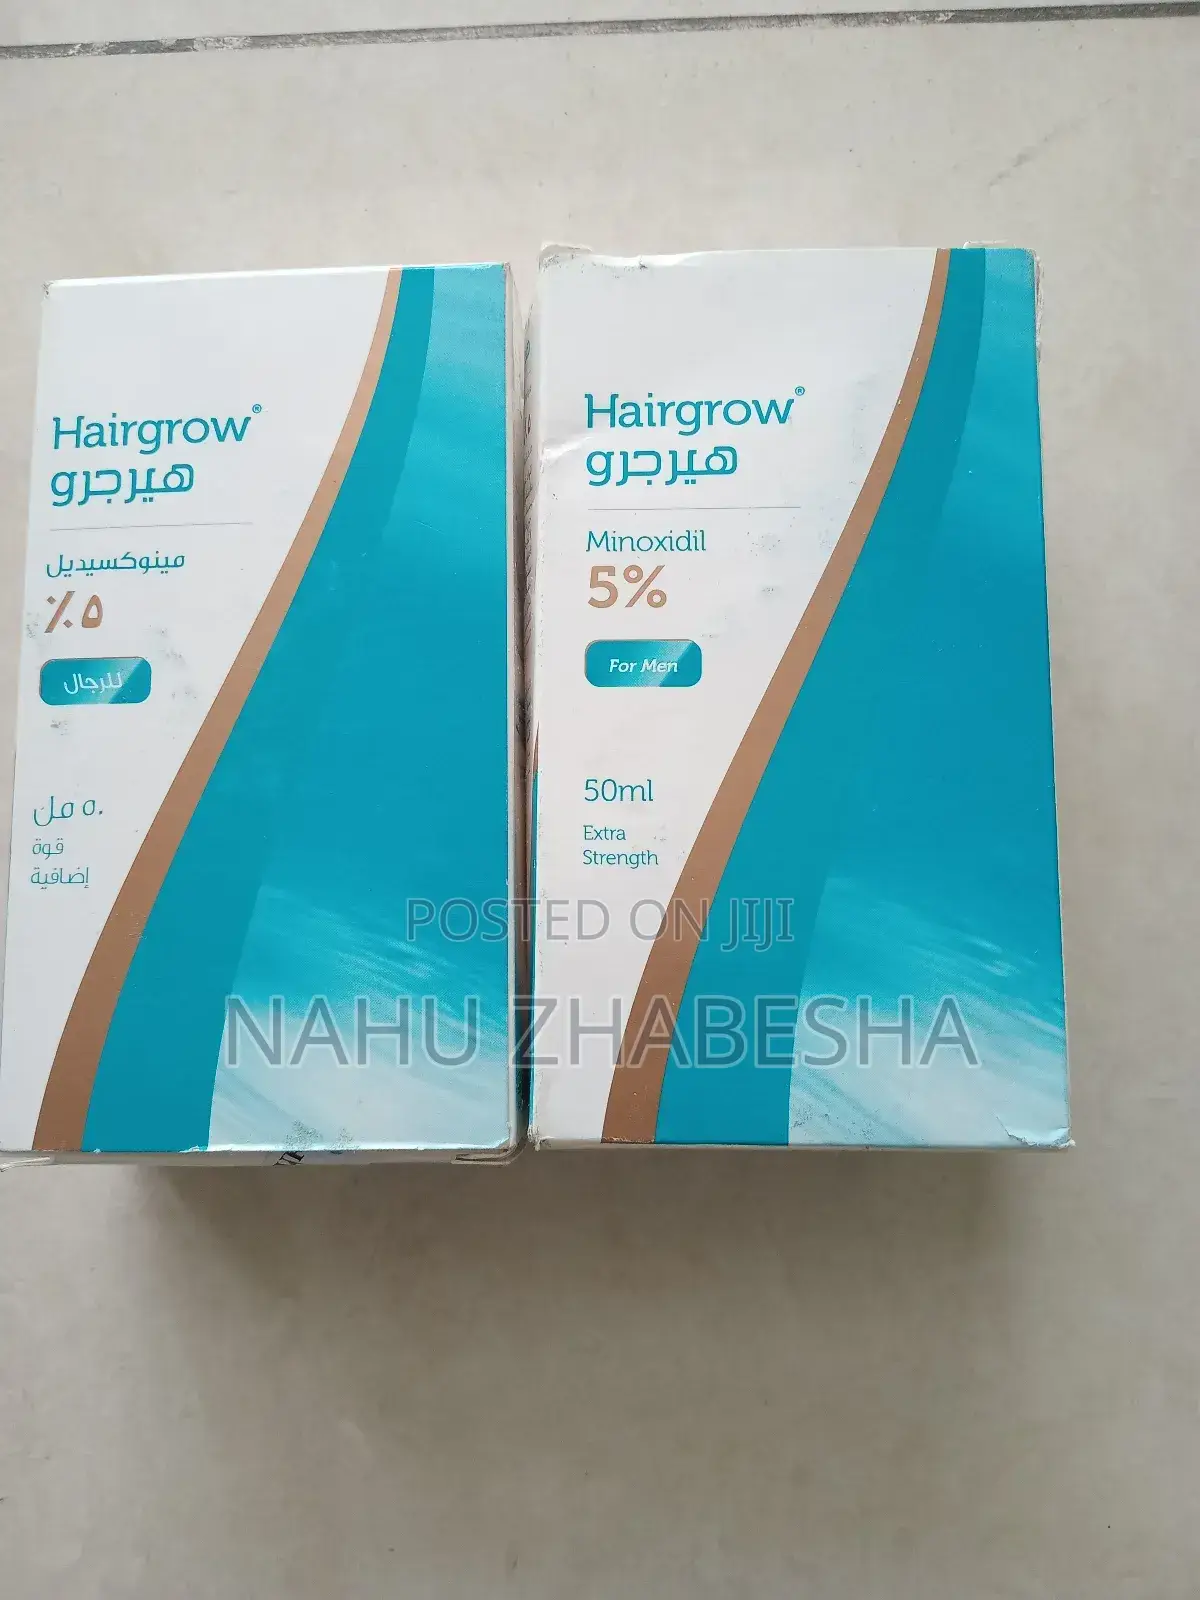 Hairgrow®
هيرجرو
مينوكسيديل
٥٪
للرجال
٥٠ مل
قوة
إضافية
Hairgrow®
هيرجرو
Minoxidil
5%
For Men
50ml
Extra
Strength
POSTED ON JIJI
NAHU ZHABESHA